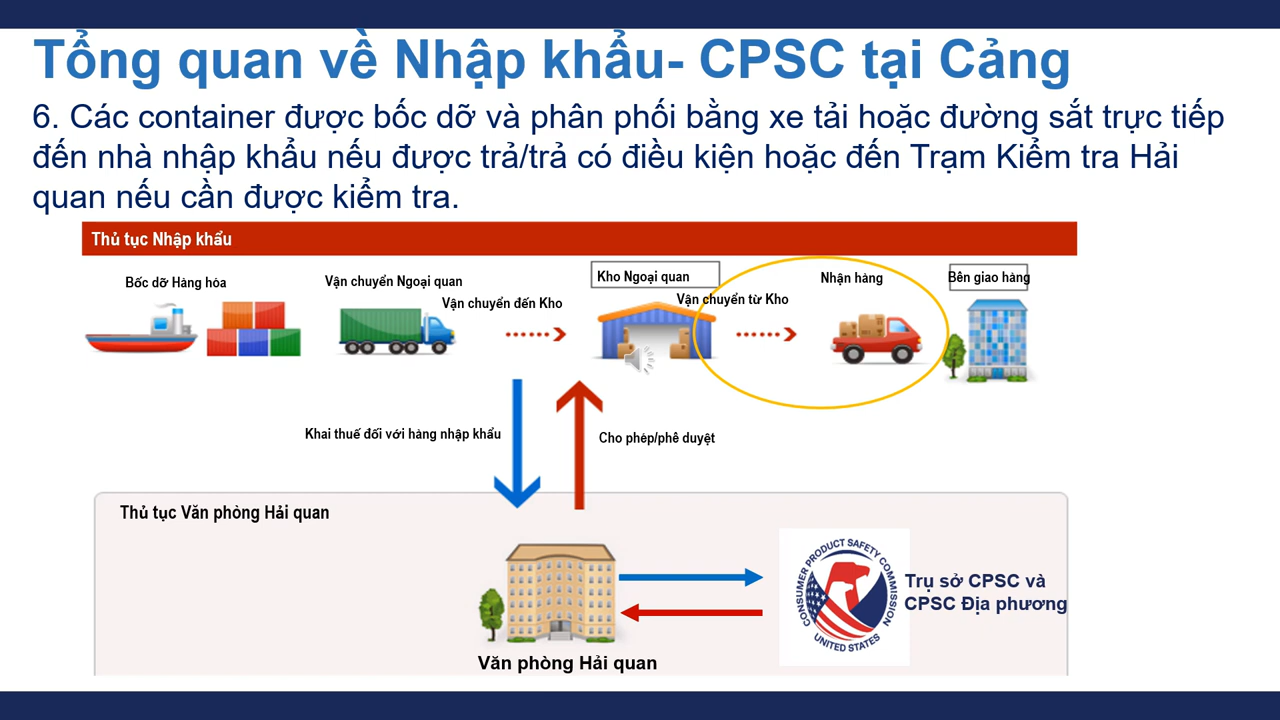 Tổng quan về Nhập khẩu- CPSC tại Cảng
6. Các container được bốc dỡ và phân phối bằng xe tải hoặc đường sắt trực tiếp
đến nhà nhập khẩu nếu được trả/trả có điều kiện hoặc đến Trạm Kiểm tra Hải
quan nếu cần được kiểm tra.
Thủ tục Nhập khẩu
Bốc dỡ Hàng hóa
Vận chuyển Ngoại quan
Vận chuyển đến Kho
Kho Ngoại quan
Vận chuyển từ Kho
Nhận hàng
Bên giao hàng
Khai thuế đối với hàng nhập khẩu
Cho phép/phê duyệt
Thủ tục Văn phòng Hải quan
Văn phòng Hải quan
CONSUMER PRODUCT SAFETY COMMISSION
UNITED STATES
Trụ sở CPSC và
CPSC Địa phương